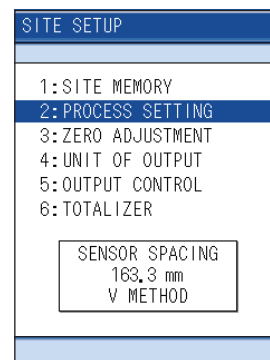 SITE SETUP
1:SITE MEMORY
2:PROCESS SETTING
3:ZERO ADJUSTMENT
4:UNIT OF OUTPUT
5:OUTPUT CONTROL
6:TOTALIZER
SENSOR SPACING
163.3 mm
V METHOD